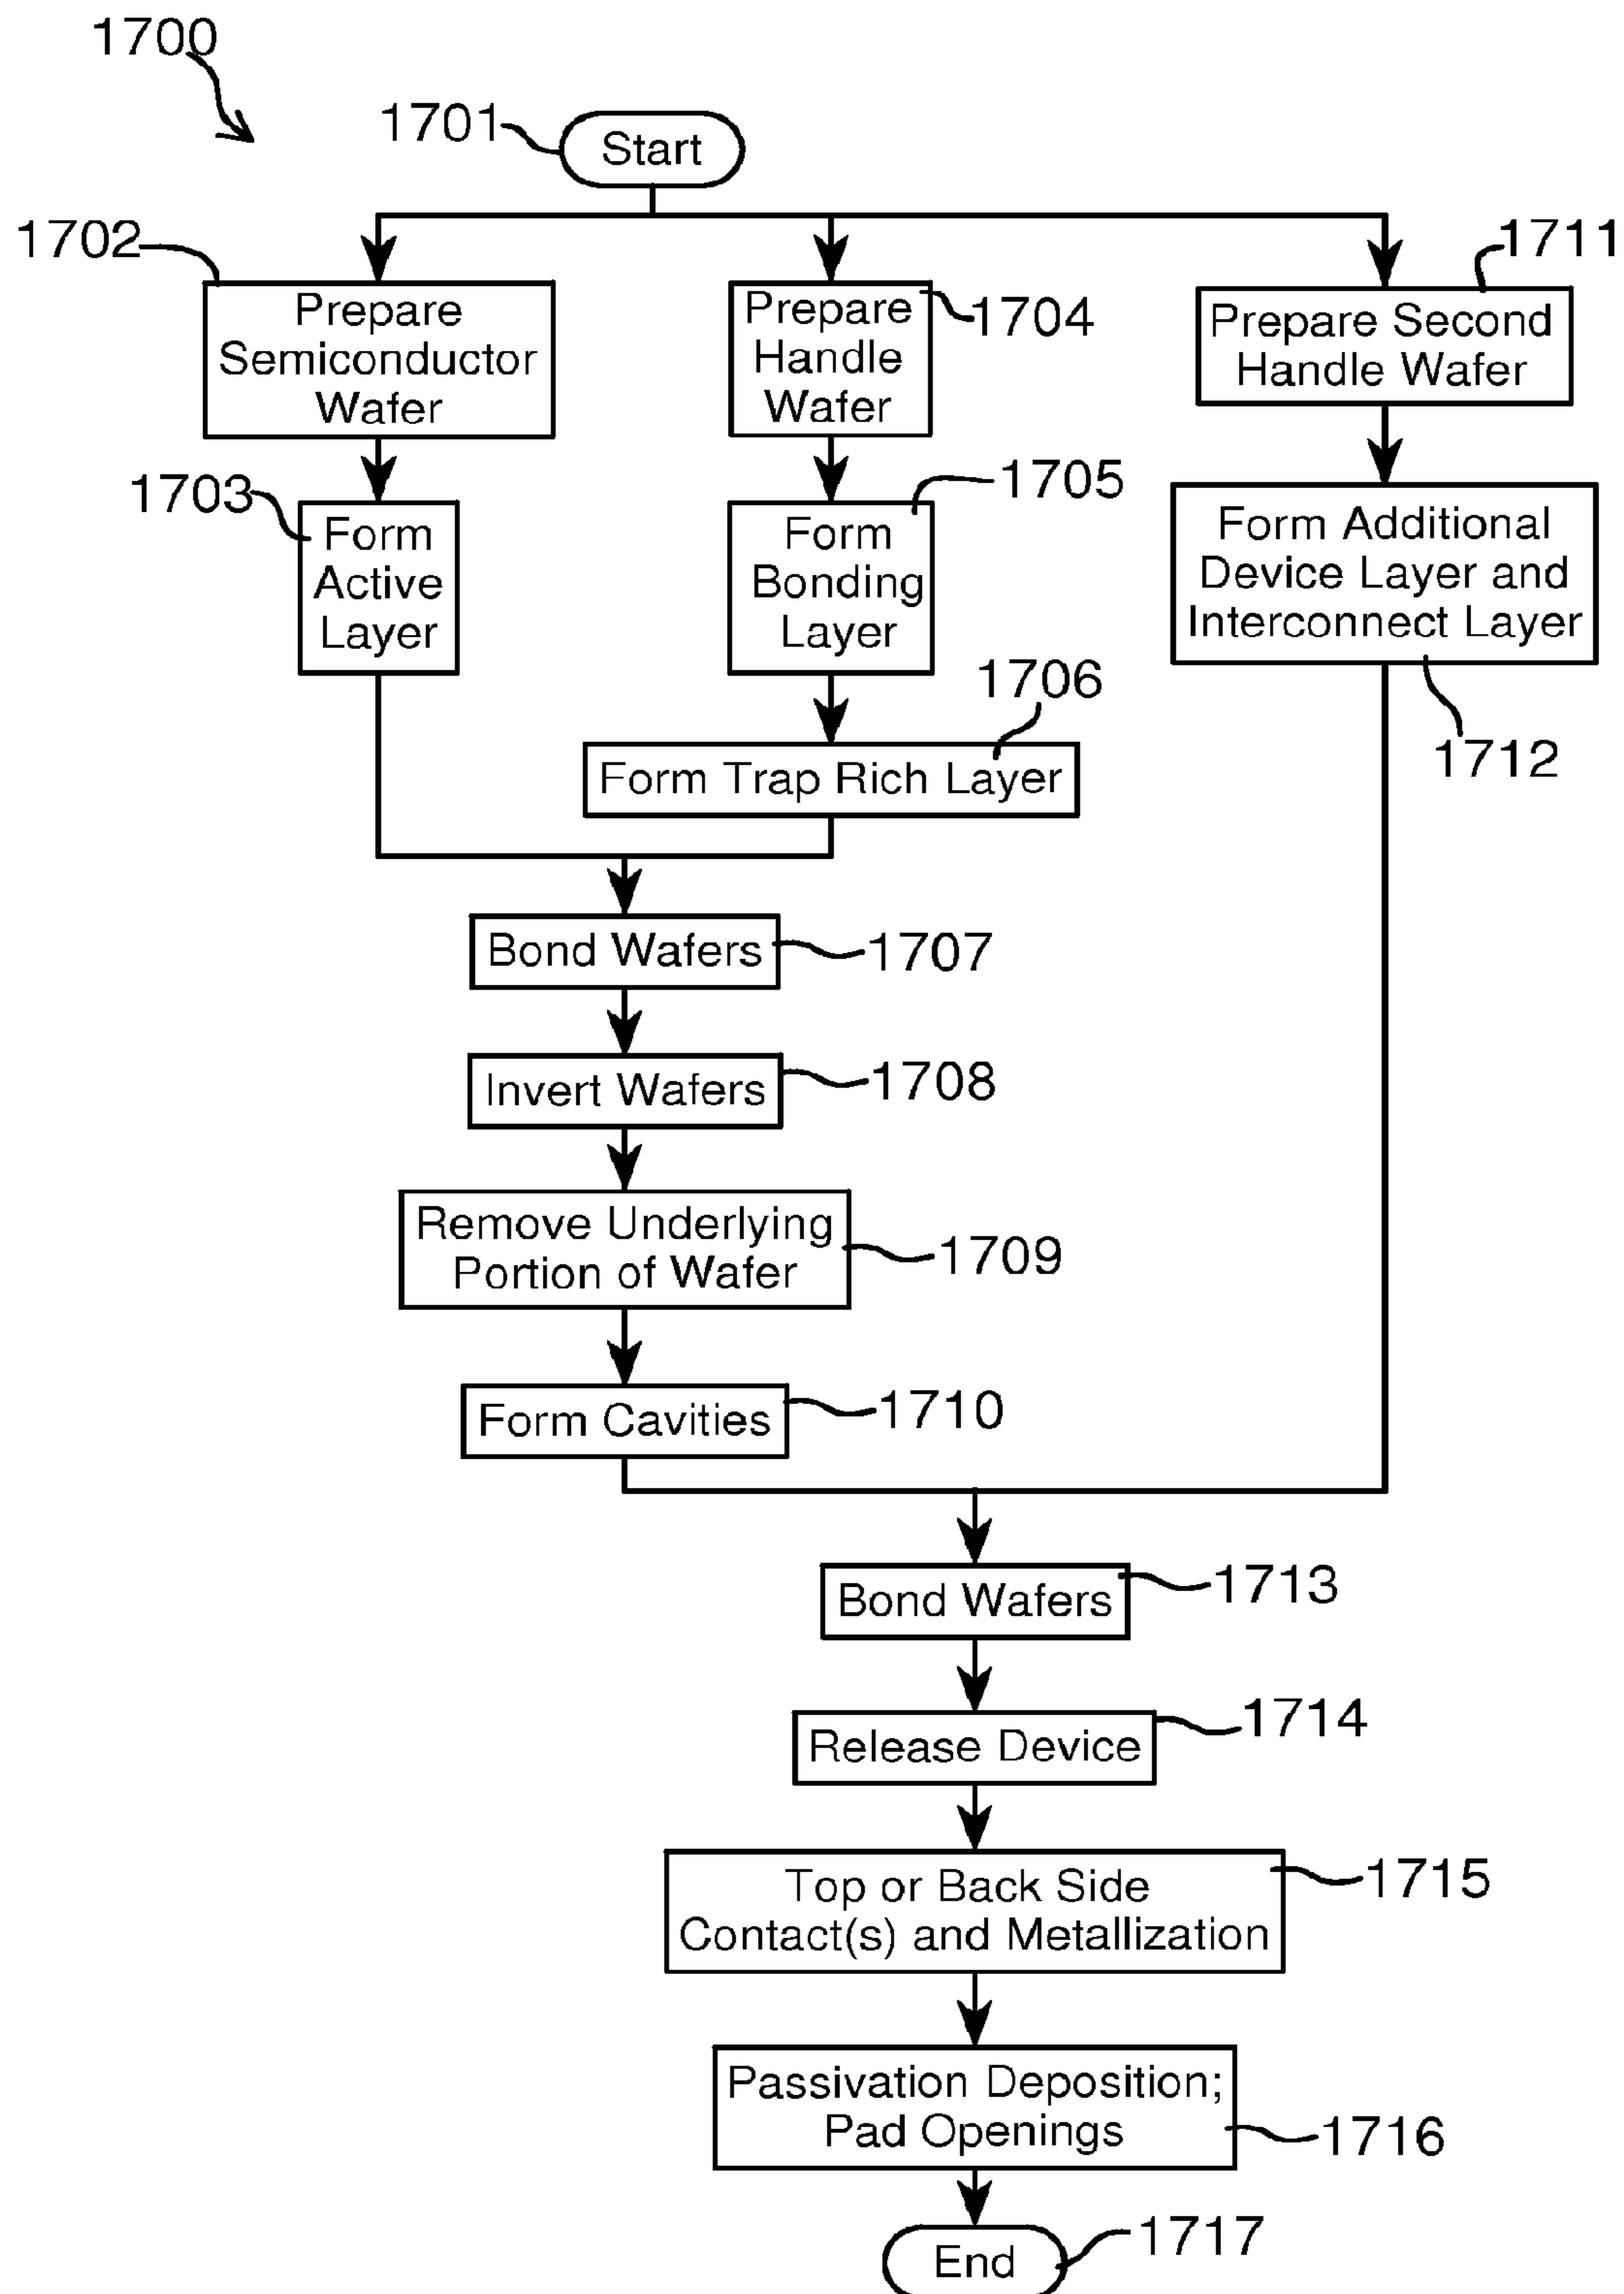 1700
1701
Start
1702
Prepare
Semiconductor
Wafer
Prepare
Handle
Wafer
1704
1711
Prepare Second
Handle Wafer
1703
Form
Active
Layer
Form
Bonding
Layer
1705
Form Additional
Device Layer and
Interconnect Layer
1712
1706
Form Trap Rich Layer
Bond Wafers
1707
Invert Wafers
1708
Remove Underlying
Portion of Wafer
1709
Form Cavities
1710
Bond Wafers
1713
Release Device
1714
Top or Back Side
Contact(s) and Metallization
1715
Passivation Deposition;
Pad Openings
1716
End
1717